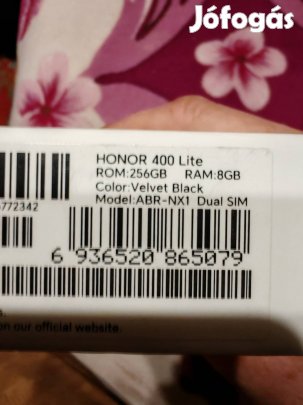 Jófogás
HONOR 400 Lite
ROM:256GB RAM:8GB
Color:Velvet Black
Model:ABR-NX1 Dual SIM
772342
6 936520 865079
on our official website.